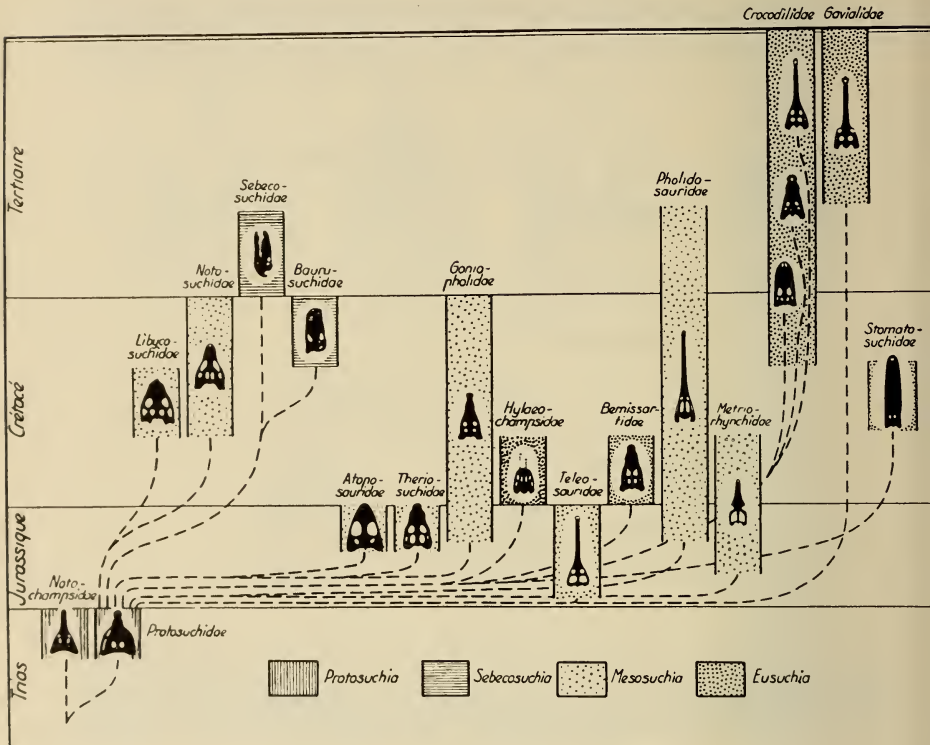 Crocodilidae Gavialidae
Tertiaire
Sebeco-
suchidae
Pholido-
sauridae
Noto-
suchidae
Bauru-
suchidae
Gonio-
pholidae
Crétacé
Libyco-
suchidae
Stomato-
suchidae
Hylaeo-
champsidae
Bernissar-
tidae
Metrio-
rhynchidae
Atopo-
sauridae
Therio-
suchidae
Teleo-
sauridae
Jurassique
Noto-
champsidae
Protosuchidae
Trias
Protosuchia
Sebecosuchia
Mesosuchia
Eusuchia